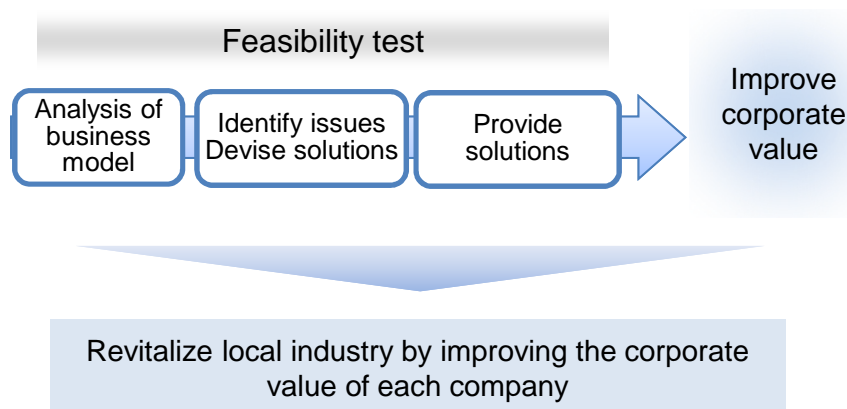 Feasibility test
Analysis of
business
model
Identify issues
Devise solutions
Provide
solutions
Improve
corporate
value
Revitalize local industry by improving the corporate
value of each company